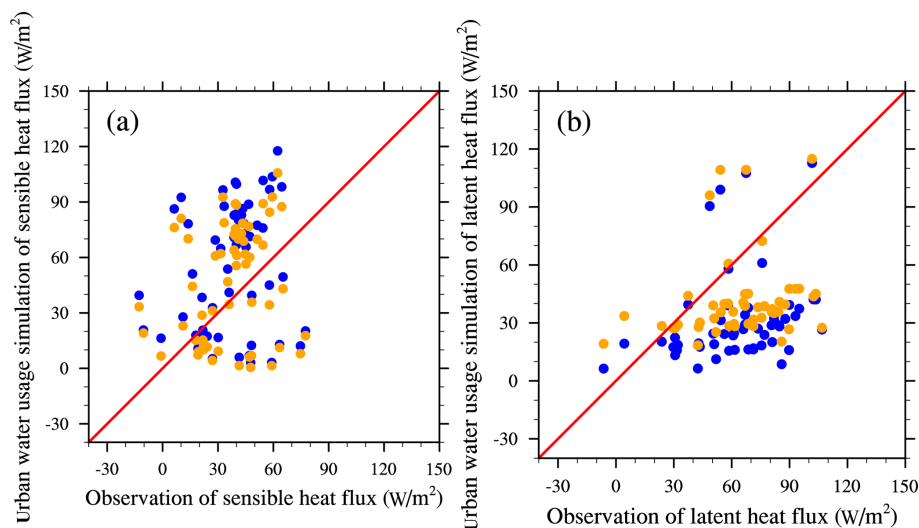 Urban water usage simulation of sensible heat flux (W/m²)
(a)
150
120
90
60
30
0
-30
-30 0 30 60 90 120 150
Observation of sensible heat flux (W/m²)
Urban water usage simulation of latent heat flux (W/m²)
(b)
150
120
90
60
30
0
-30
-30 0 30 60 90 120 150
Observation of latent heat flux (W/m²)